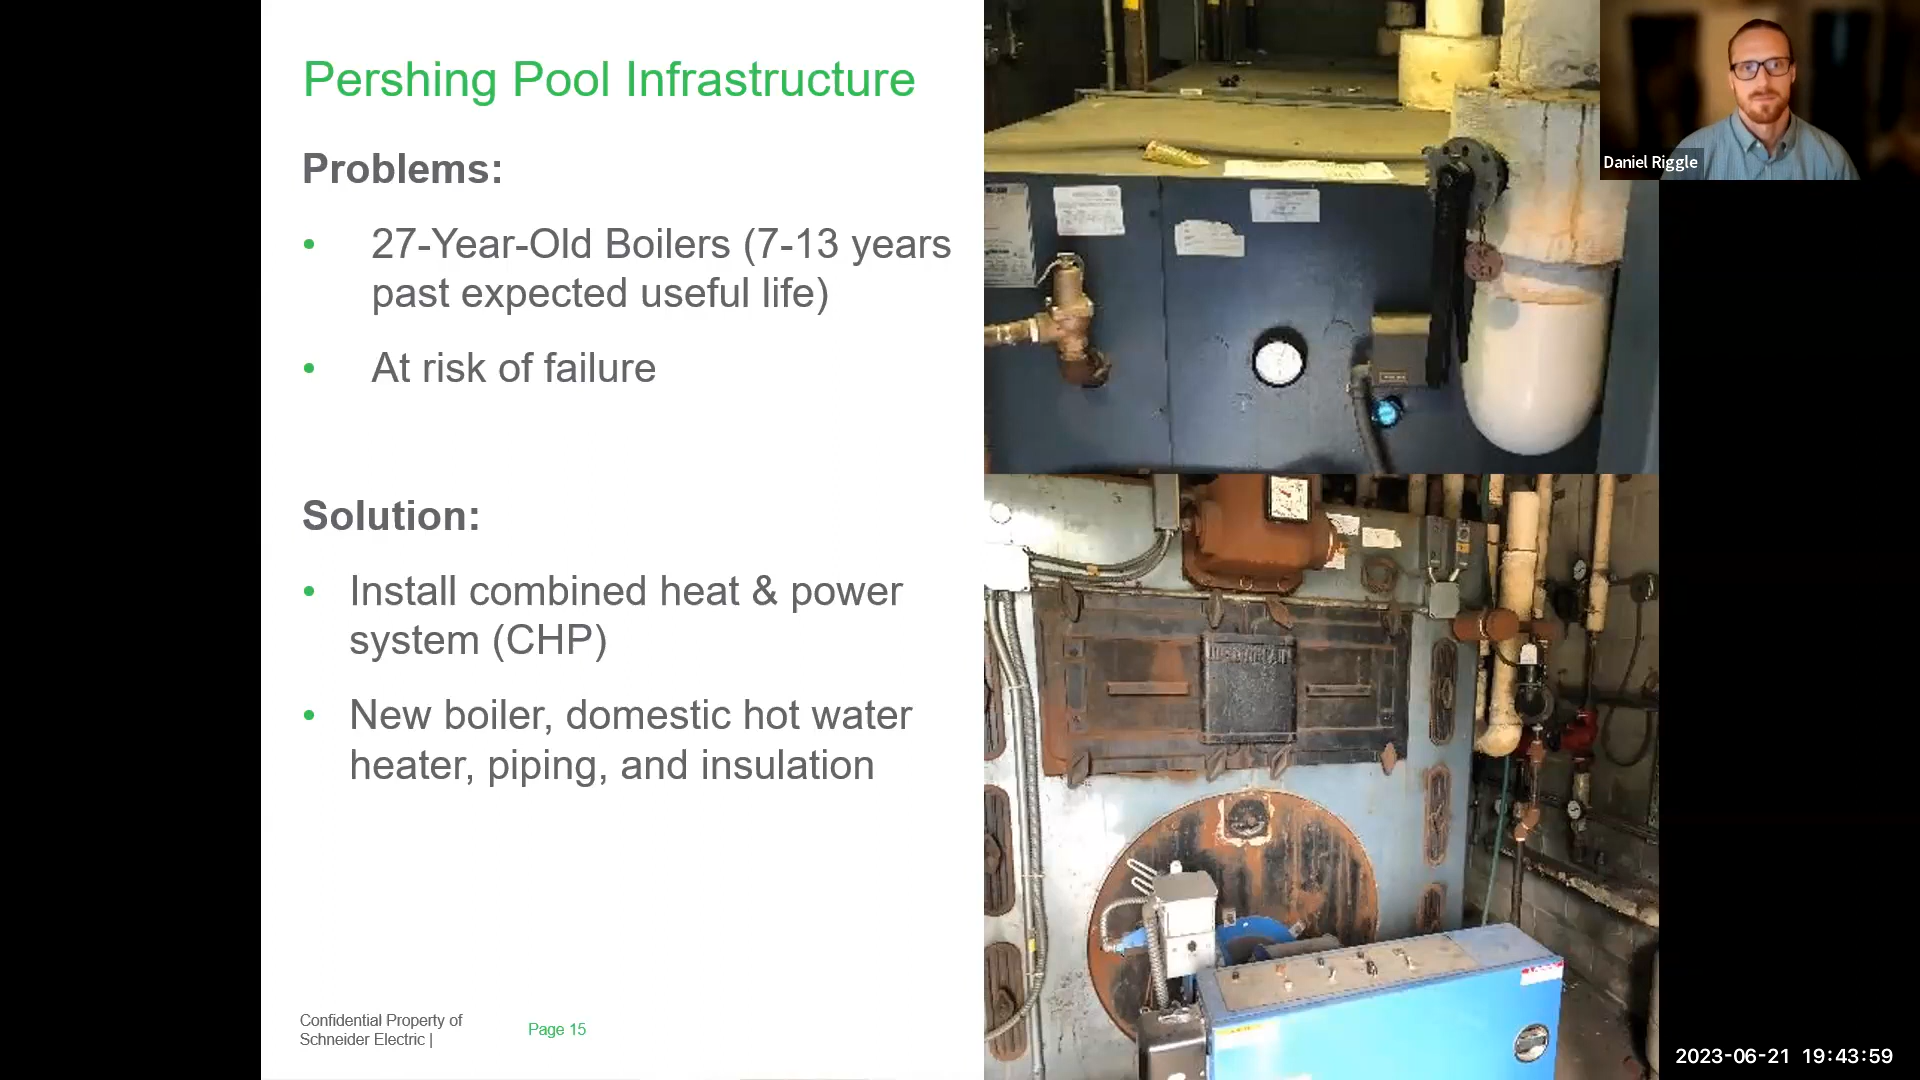 Pershing Pool Infrastructure
Problems:
• 27-Year-Old Boilers (7-13 years
past expected useful life)
• At risk of failure
Solution:
• Install combined heat & power
system (CHP)
• New boiler, domestic hot water
heater, piping, and insulation
Confidential Property of
Schneider Electric |
Page 15
Daniel Riggle
2023-06-21 19:43:59